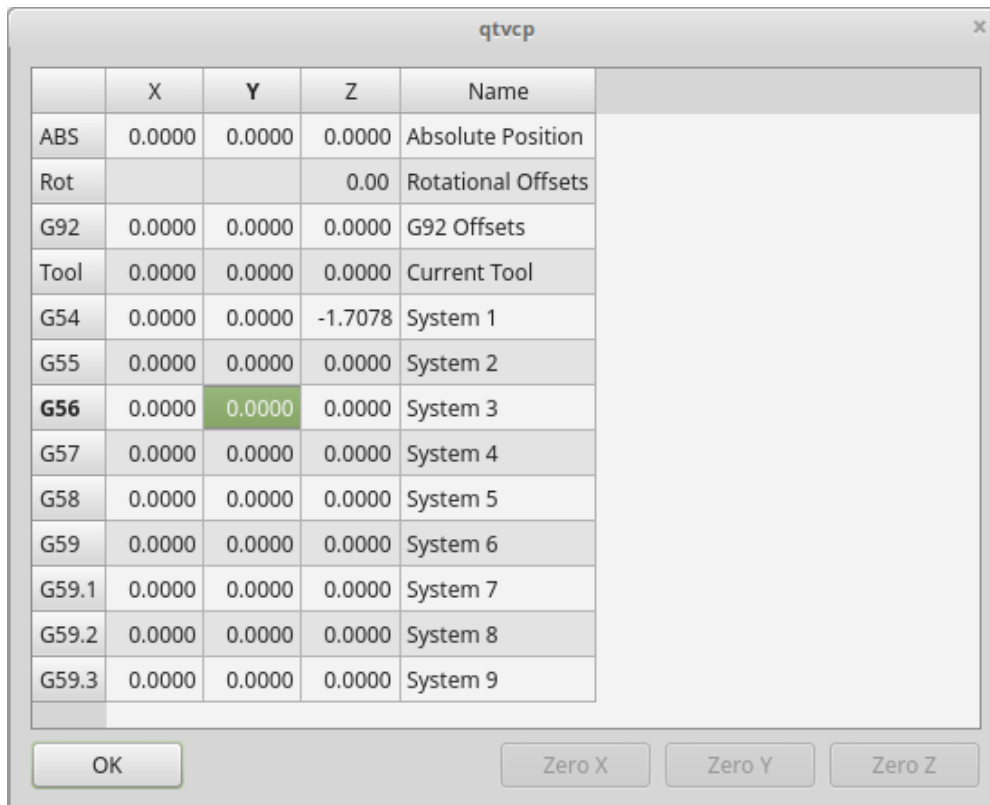 qtvcp x
X Y Z Name
ABS 0.0000 0.0000 0.0000 Absolute Position
Rot 0.00 Rotational Offsets
G92 0.0000 0.0000 0.0000 G92 Offsets
Tool 0.0000 0.0000 0.0000 Current Tool
G54 0.0000 0.0000 -1.7078 System 1
G55 0.0000 0.0000 0.0000 System 2
G56 0.0000 0.0000 0.0000 System 3
G57 0.0000 0.0000 0.0000 System 4
G58 0.0000 0.0000 0.0000 System 5
G59 0.0000 0.0000 0.0000 System 6
G59.1 0.0000 0.0000 0.0000 System 7
G59.2 0.0000 0.0000 0.0000 System 8
G59.3 0.0000 0.0000 0.0000 System 9
OK Zero X Zero Y Zero Z